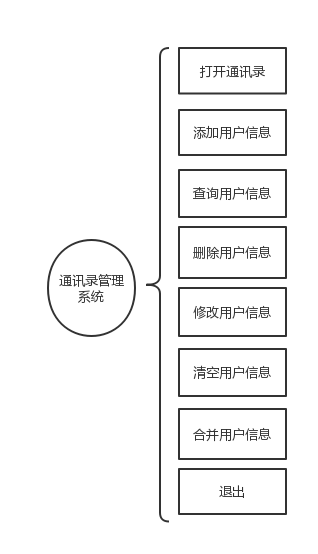 通讯录管理
系统
打开通讯录
添加用户信息
查询用户信息
删除用户信息
修改用户信息
清空用户信息
合并用户信息
退出